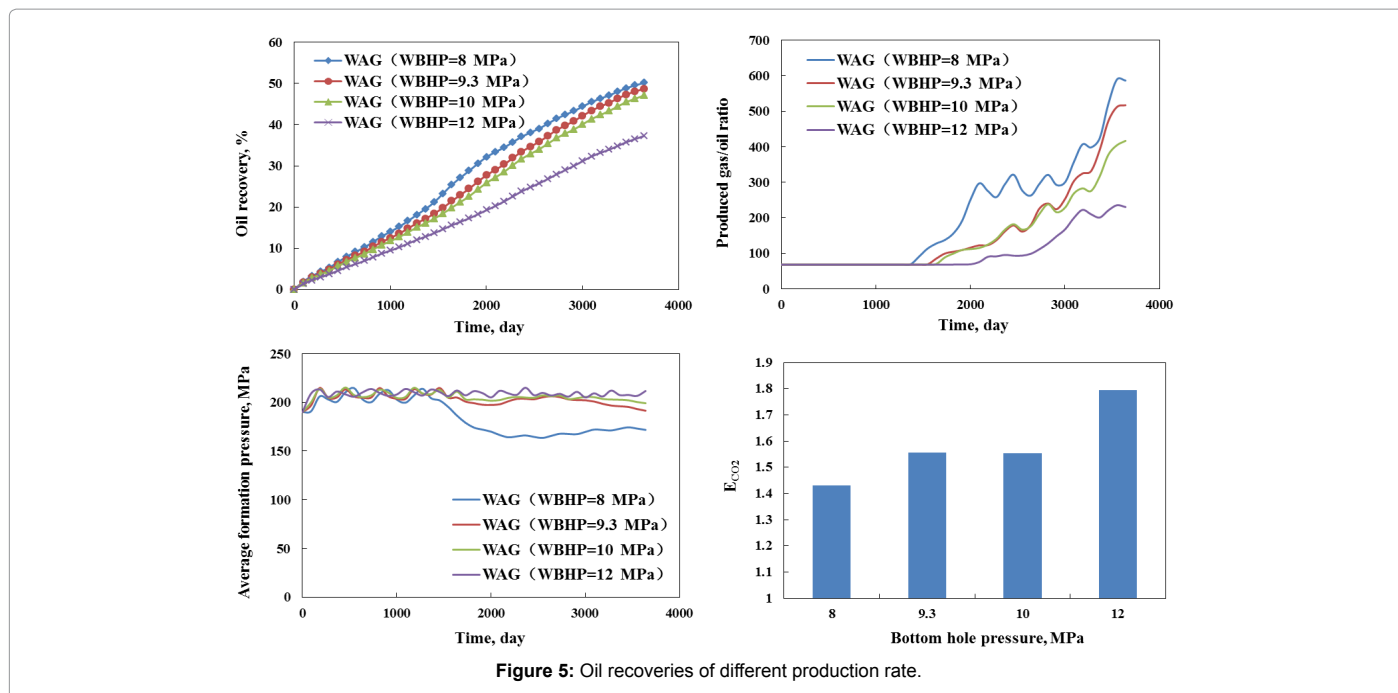 60
50
40
30
20
10
0
Oil recovery, %
WAG（WBHP=8 MPa）
WAG（WBHP=9.3 MPa）
WAG（WBHP=10 MPa）
WAG（WBHP=12 MPa）
0 1000 2000 3000 4000
Time, day
700
600
500
400
300
200
100
0
Produced gas/oil ratio
WAG（WBHP=8 MPa）
WAG（WBHP=9.3 MPa）
WAG（WBHP=10 MPa）
WAG（WBHP=12 MPa）
0 1000 2000 3000 4000
Time, day
250
200
150
100
50
0
Average formation pressure, MPa
WAG（WBHP=8 MPa）
WAG（WBHP=9.3 MPa）
WAG（WBHP=10 MPa）
WAG（WBHP=12 MPa）
0 1000 2000 3000 4000
Time, day
1.9
1.8
1.7
1.6
1.5
1.4
1.3
1.2
1.1
1
ECO2
8 9.3 10 12
Bottom hole pressure, MPa
Figure 5: Oil recoveries of different production rate.